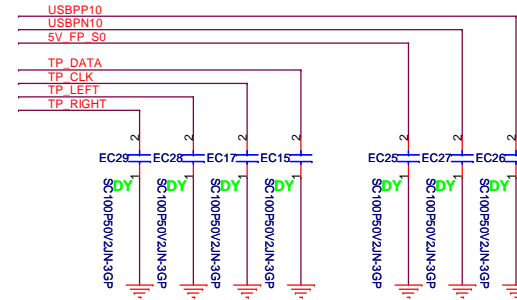 USBPP10
USBPN10
5V_FP_S0
TP_DATA
TP_CLK
TP_LEFT
TP_RIGHT
2 2 2 2 2 2 2
EC29 EC28 EC17 EC15 EC25 EC27 EC26
1 1 1 1 1 1 1
DY DY DY DY DY DY DY
SC100P50V2JN-3GP
SC100P50V2JN-3GP
SC100P50V2JN-3GP
SC100P50V2JN-3GP
SC100P50V2JN-3GP
SC100P50V2JN-3GP
SC100P50V2JN-3GP